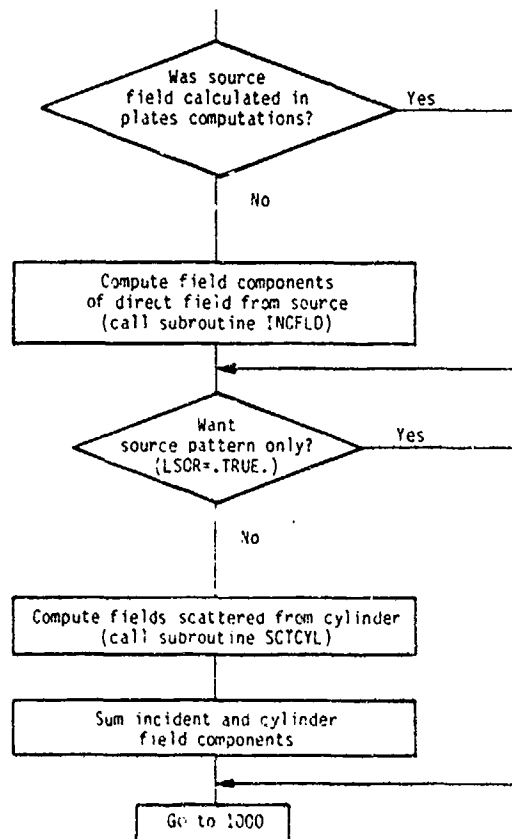 Was source
field calculated in
plates computations?
Yes
No
Compute field components
of direct field from source
(call subroutine INCFLD)
Want
source pattern only?
(LSOR=.TRUE.)
Yes
No
Compute fields scattered from cylinder
(call subroutine SCTCYL)
Sum incident and cylinder
field components
Go to 1000